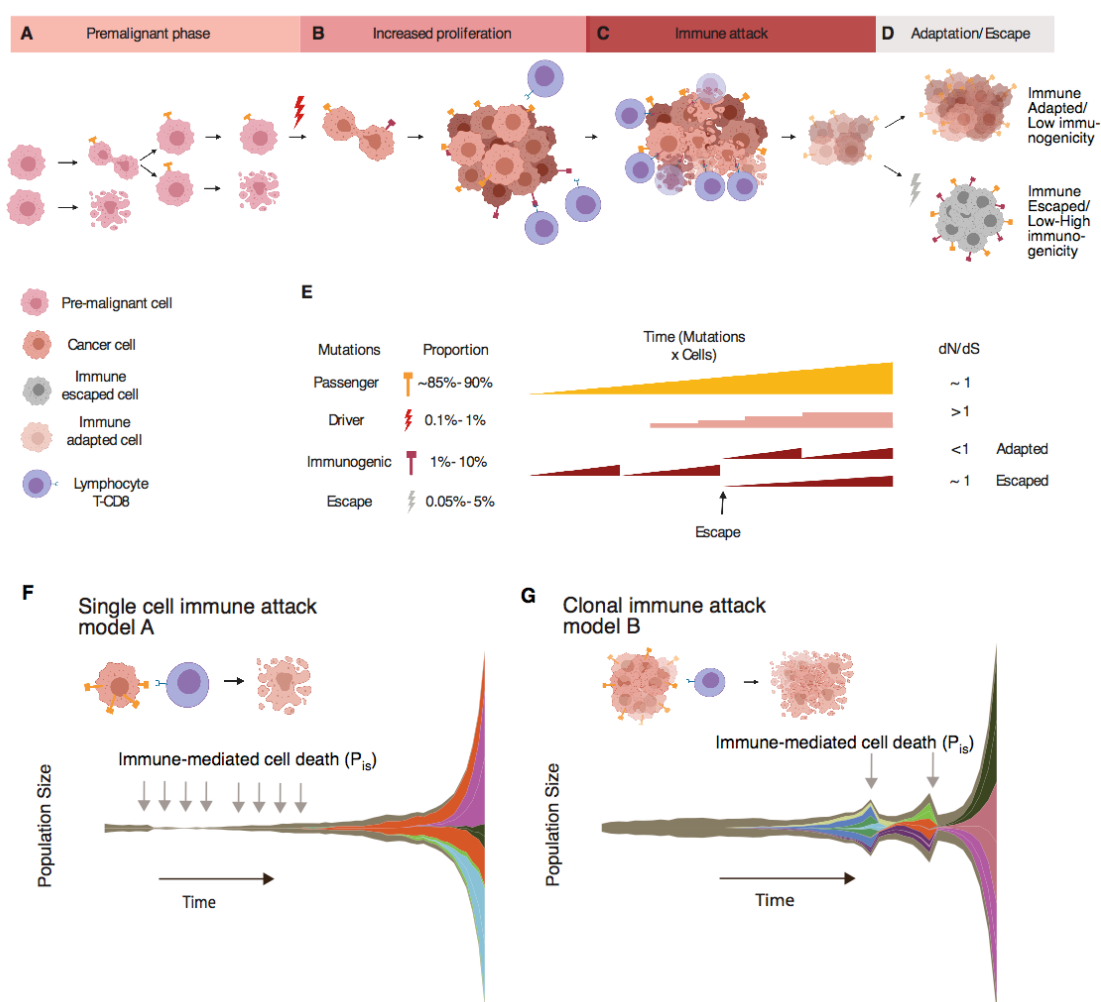 A Premalignant phase B Increased proliferation C Immune attack D Adaptation/Escape
Immune
Adapted/
Low immu-
nogenicity
Immune
Escaped/
Low-High
immuno-
genicity
Pre-malignant cell
Cancer cell
Immune
escaped cell
Immune
adapted cell
Lymphocyte
T-CD8
E
Time (Mutations
x Cells)
Mutations Proportion dN/dS
Passenger ~85%-90% ~ 1
Driver 0.1%-1% >1
Immunogenic 1%-10% <1 Adapted
~ 1 Escaped
Escape 0.05%-5%
Escape
F
Single cell immune attack
model A
Immune-mediated cell death (Pis)
Population Size
Time
G
Clonal immune attack
model B
Immune-mediated cell death (Pis)
Population Size
Time